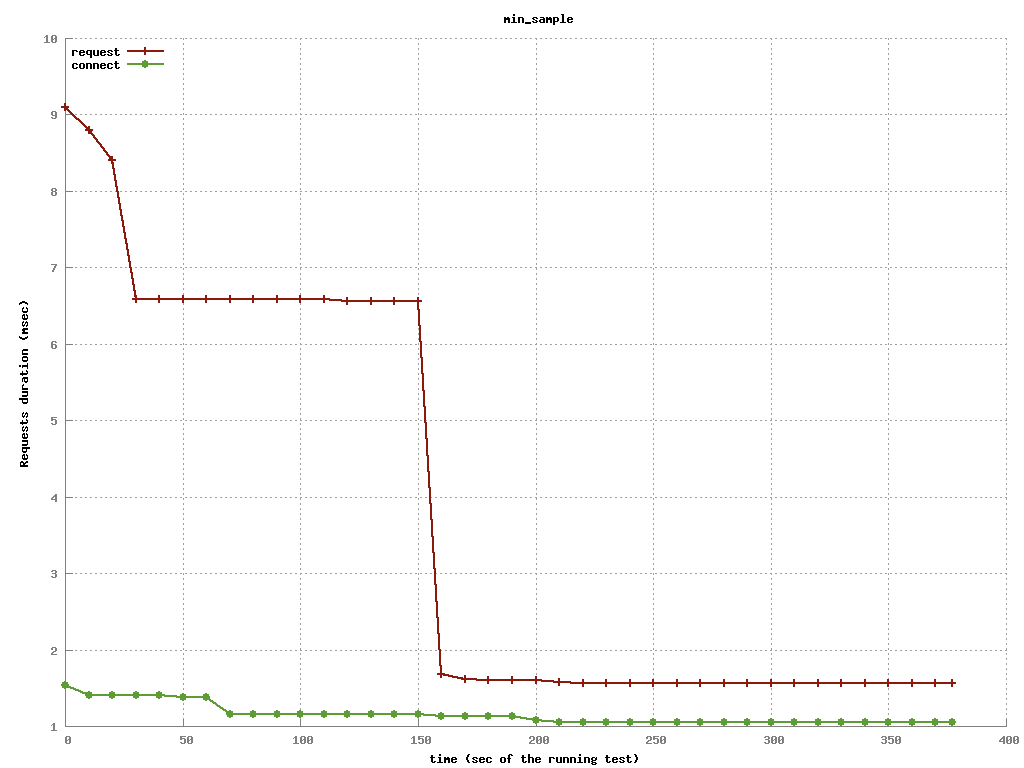 min_sample
request
connect
10
9
8
7
6
5
4
3
2
1
Requests duration (msec)
0 50 100 150 200 250 300 350 400
time (sec of the running test)